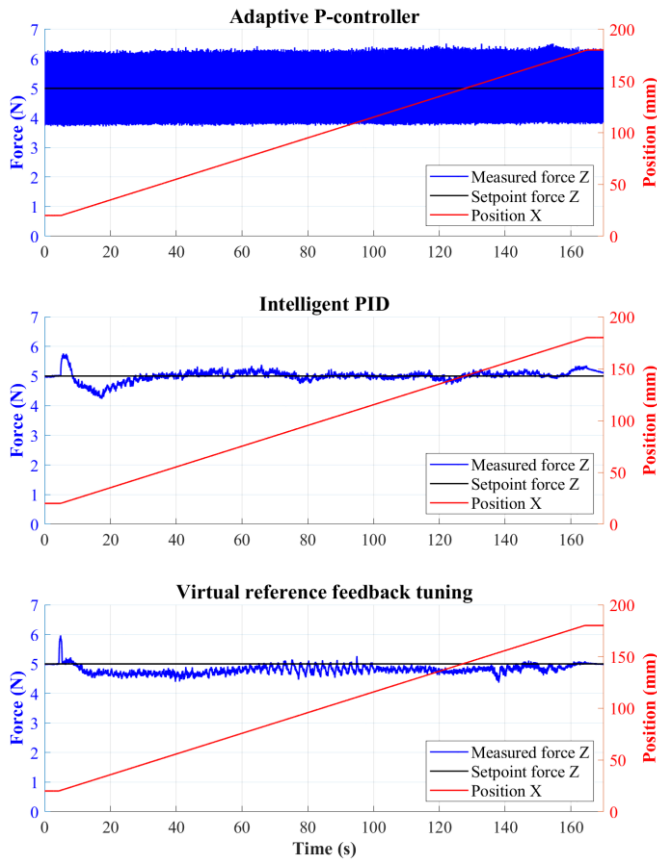 Adaptive P-controller
7
6
5
4
3
2
1
0
Force (N)
200
150
100
50
0
Position (mm)
Measured force Z
Setpoint force Z
Position X
0 20 40 60 80 100 120 140 160
Intelligent PID
7
6
5
4
3
2
1
0
Force (N)
200
150
100
50
0
Position (mm)
Measured force Z
Setpoint force Z
Position X
0 20 40 60 80 100 120 140 160
Virtual reference feedback tuning
7
6
5
4
3
2
1
0
Force (N)
200
150
100
50
0
Position (mm)
Measured force Z
Setpoint force Z
Position X
0 20 40 60 80 100 120 140 160
Time (s)